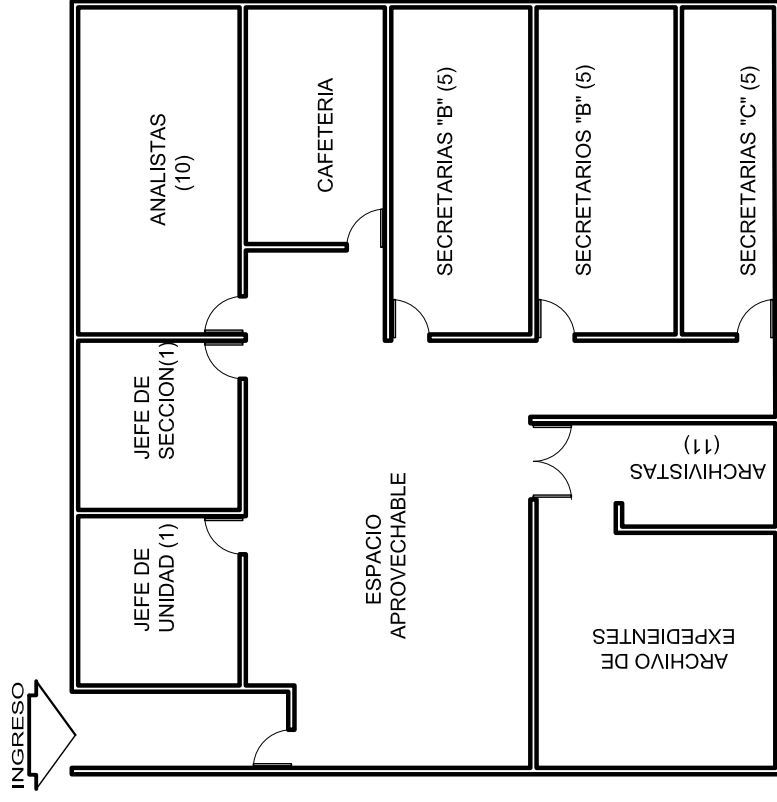 INGRESO
JEFE DE
UNIDAD (1)
JEFE DE
SECCION(1)
ANALISTAS
(10)
CAFETERIA
SECRETARIAS "B" (5)
SECRETARIOS "B" (5)
SECRETARIAS "C" (5)
ESPACIO
APROVECHABLE
ARCHIVISTAS
(11)
ARCHIVO DE
EXPEDIENTES